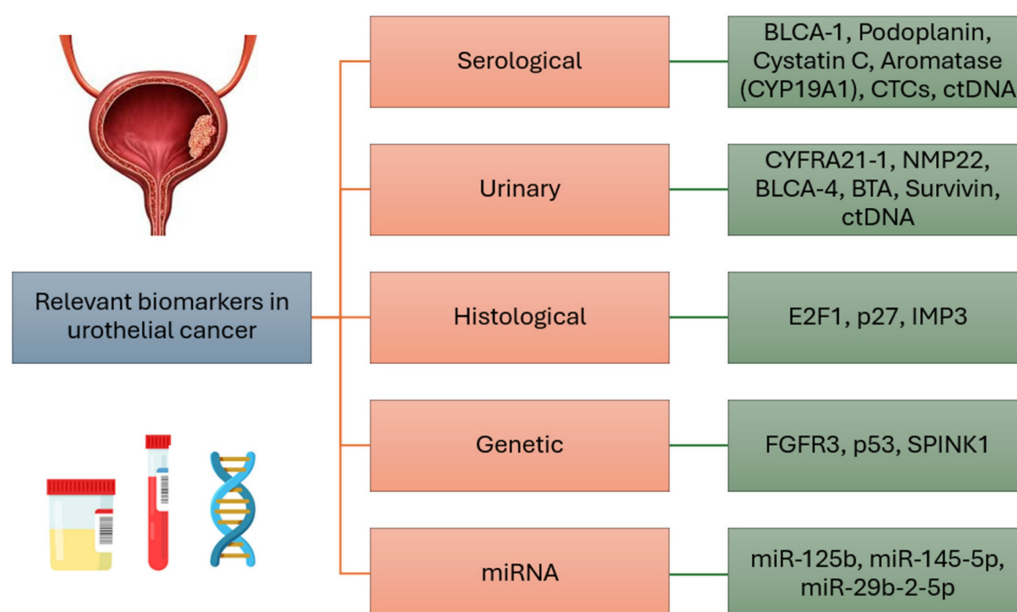 Relevant biomarkers in
urothelial cancer
Serological
BLCA-1, Podoplanin,
Cystatin C, Aromatase
(CYP19A1), CTCs, ctDNA
Urinary
CYFRA21-1, NMP22,
BLCA-4, BTA, Survivin,
ctDNA
Histological
E2F1, p27, IMP3
Genetic
FGFR3, p53, SPINK1
miRNA
miR-125b, miR-145-5p,
miR-29b-2-5p